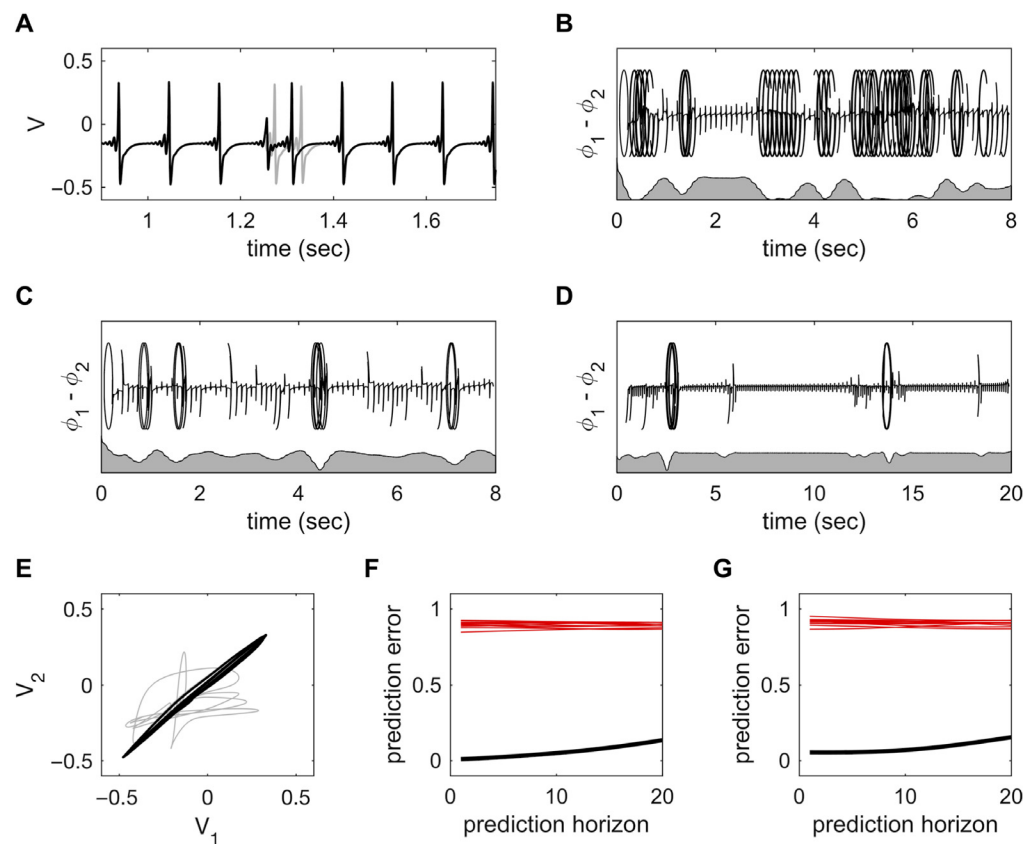 A
V
0.5
0
−0.5
1
1.2
1.4
1.6
time (sec)
B
ϕ1 - ϕ2
0
2
4
6
8
time (sec)
C
ϕ1 - ϕ2
0
2
4
6
8
time (sec)
D
ϕ1 - ϕ2
0
5
10
15
20
time (sec)
E
V2
0.5
0
−0.5
−0.5
0
0.5
V1
F
prediction error
1
0.5
0
0
10
20
prediction horizon
G
prediction error
1
0.5
0
0
10
20
prediction horizon